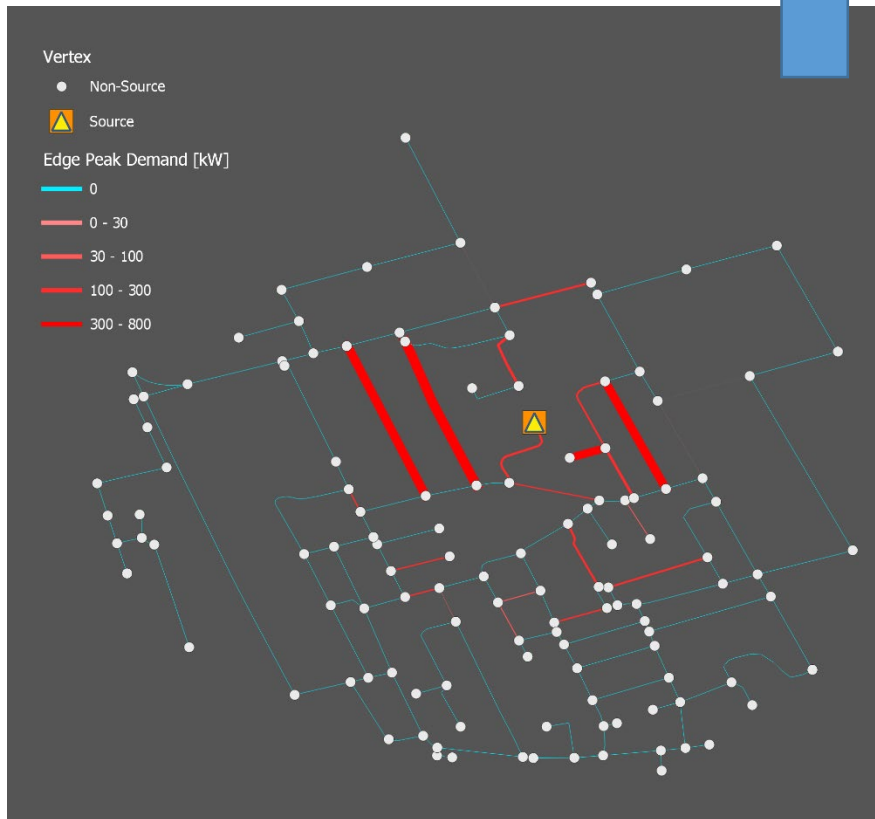 Vertex
Non-Source
Source
Edge Peak Demand [kW]
0
0 - 30
30 - 100
100 - 300
300 - 800